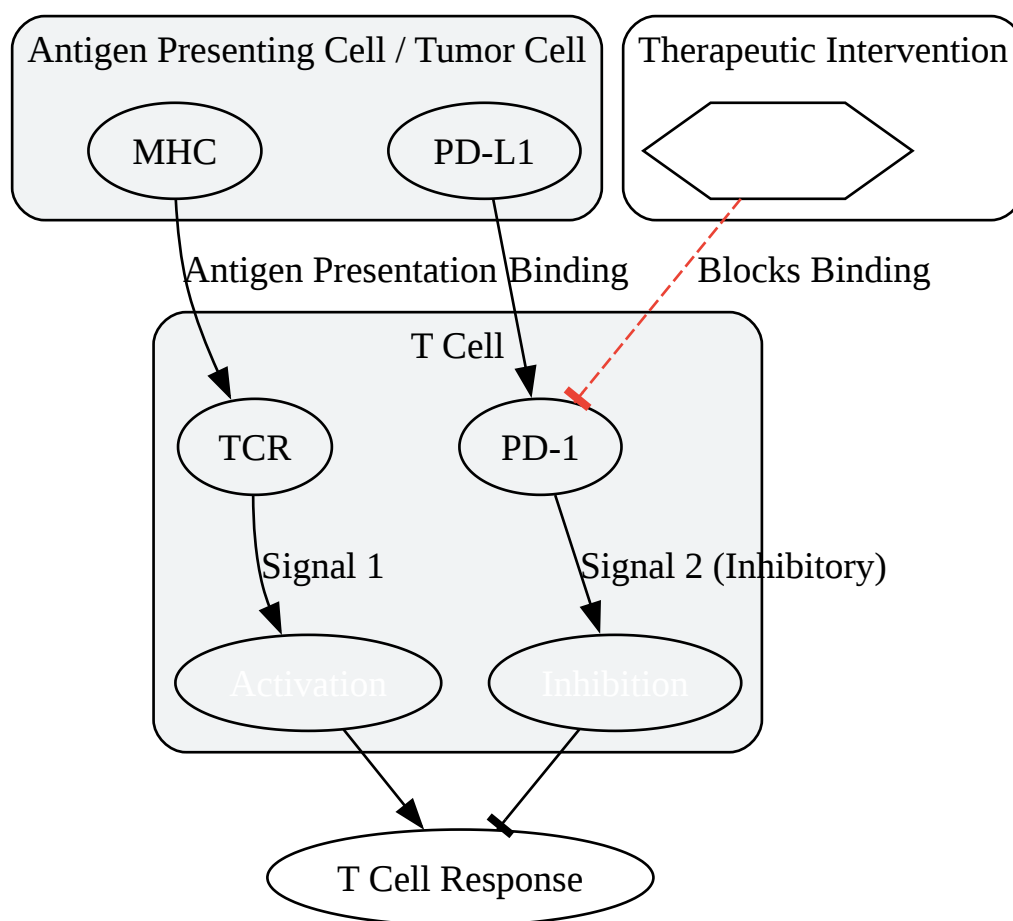 Antigen Presenting Cell / Tumor Cell
Therapeutic Intervention
MHC
PD-L1
Antigen Presentation
Binding
Blocks Binding
T Cell
TCR
PD-1
Signal 1
Signal 2 (Inhibitory)
Activation
Inhibition
T Cell Response